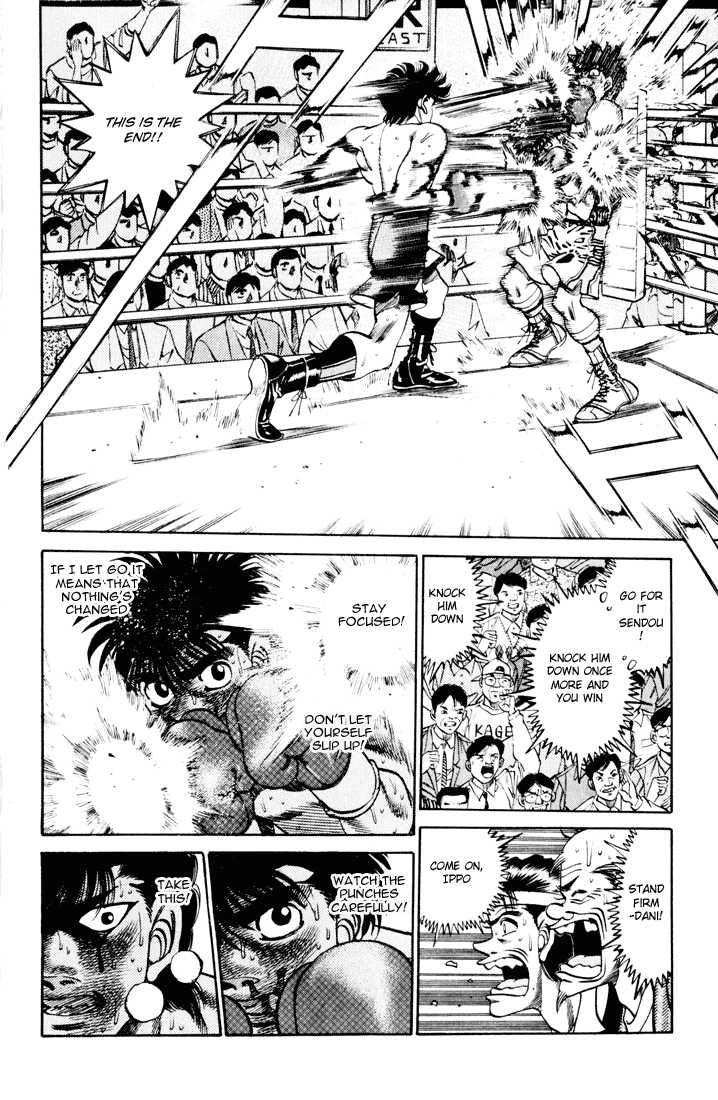 R
AST
THIS IS THE
END!!
GO FOR
IT
SENDOU
!
KNOCK
HIM
DOWN
KNOCK HIM
DOWN ONCE
MORE AND
YOU WIN
KAGE
STAY
FOCUSED!
IF I LET GO, IT
MEANS THAT
NOTHING'S
CHANGED
DON'T LET
YOURSELF
SLIP UP!
STAND
FIRM
-DANI!
COME ON,
IPPO
WATCH THE
PUNCHES
CAREFULLY!
TAKE
THIS!